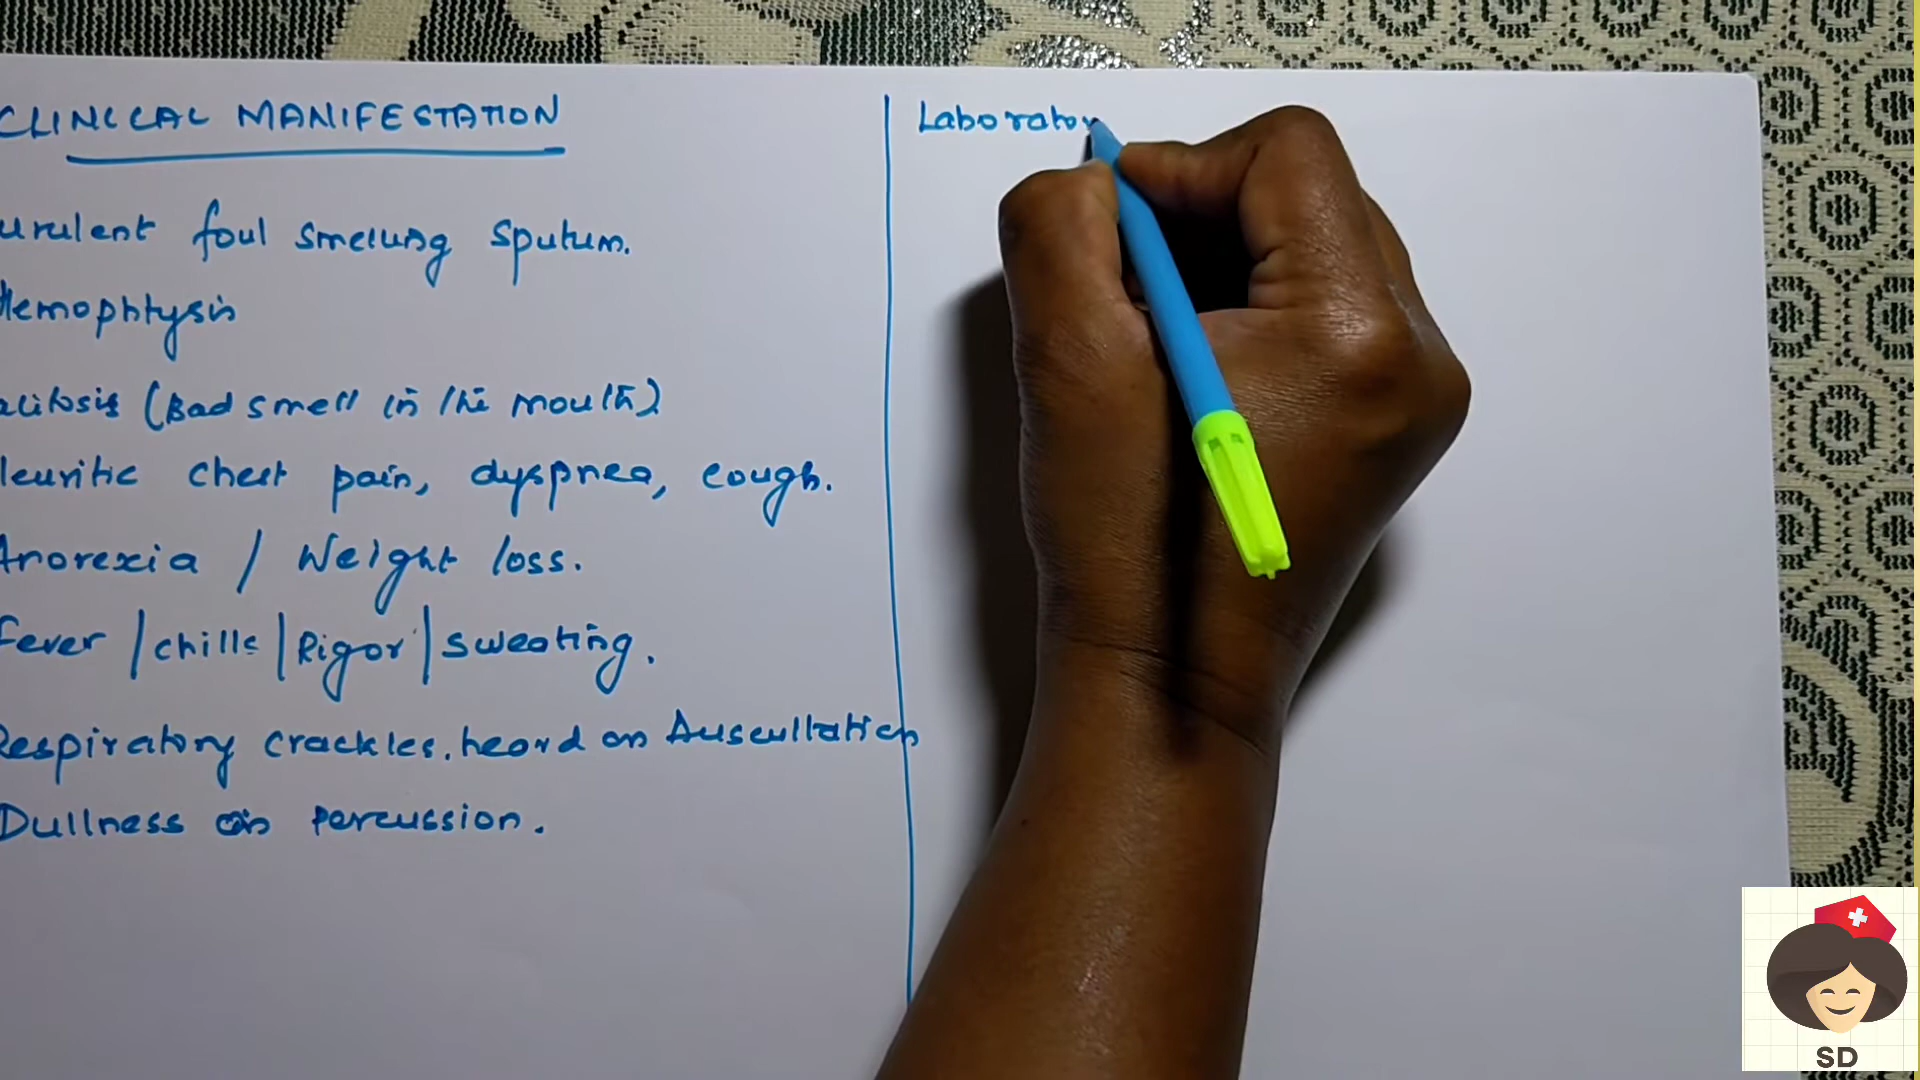 CLINICAL MANIFESTATION
urulent foul smelling sputum.
Hemophtysis
alitosis (Bad smell in the mouth)
leuritic chest pain, dyspnea, cough.
Anorexia / Weight loss.
Fever / chills / Rigor / sweating.
Respiratory crackles. heard on Auscultation
Dullness on percussion.
Laborator
SD